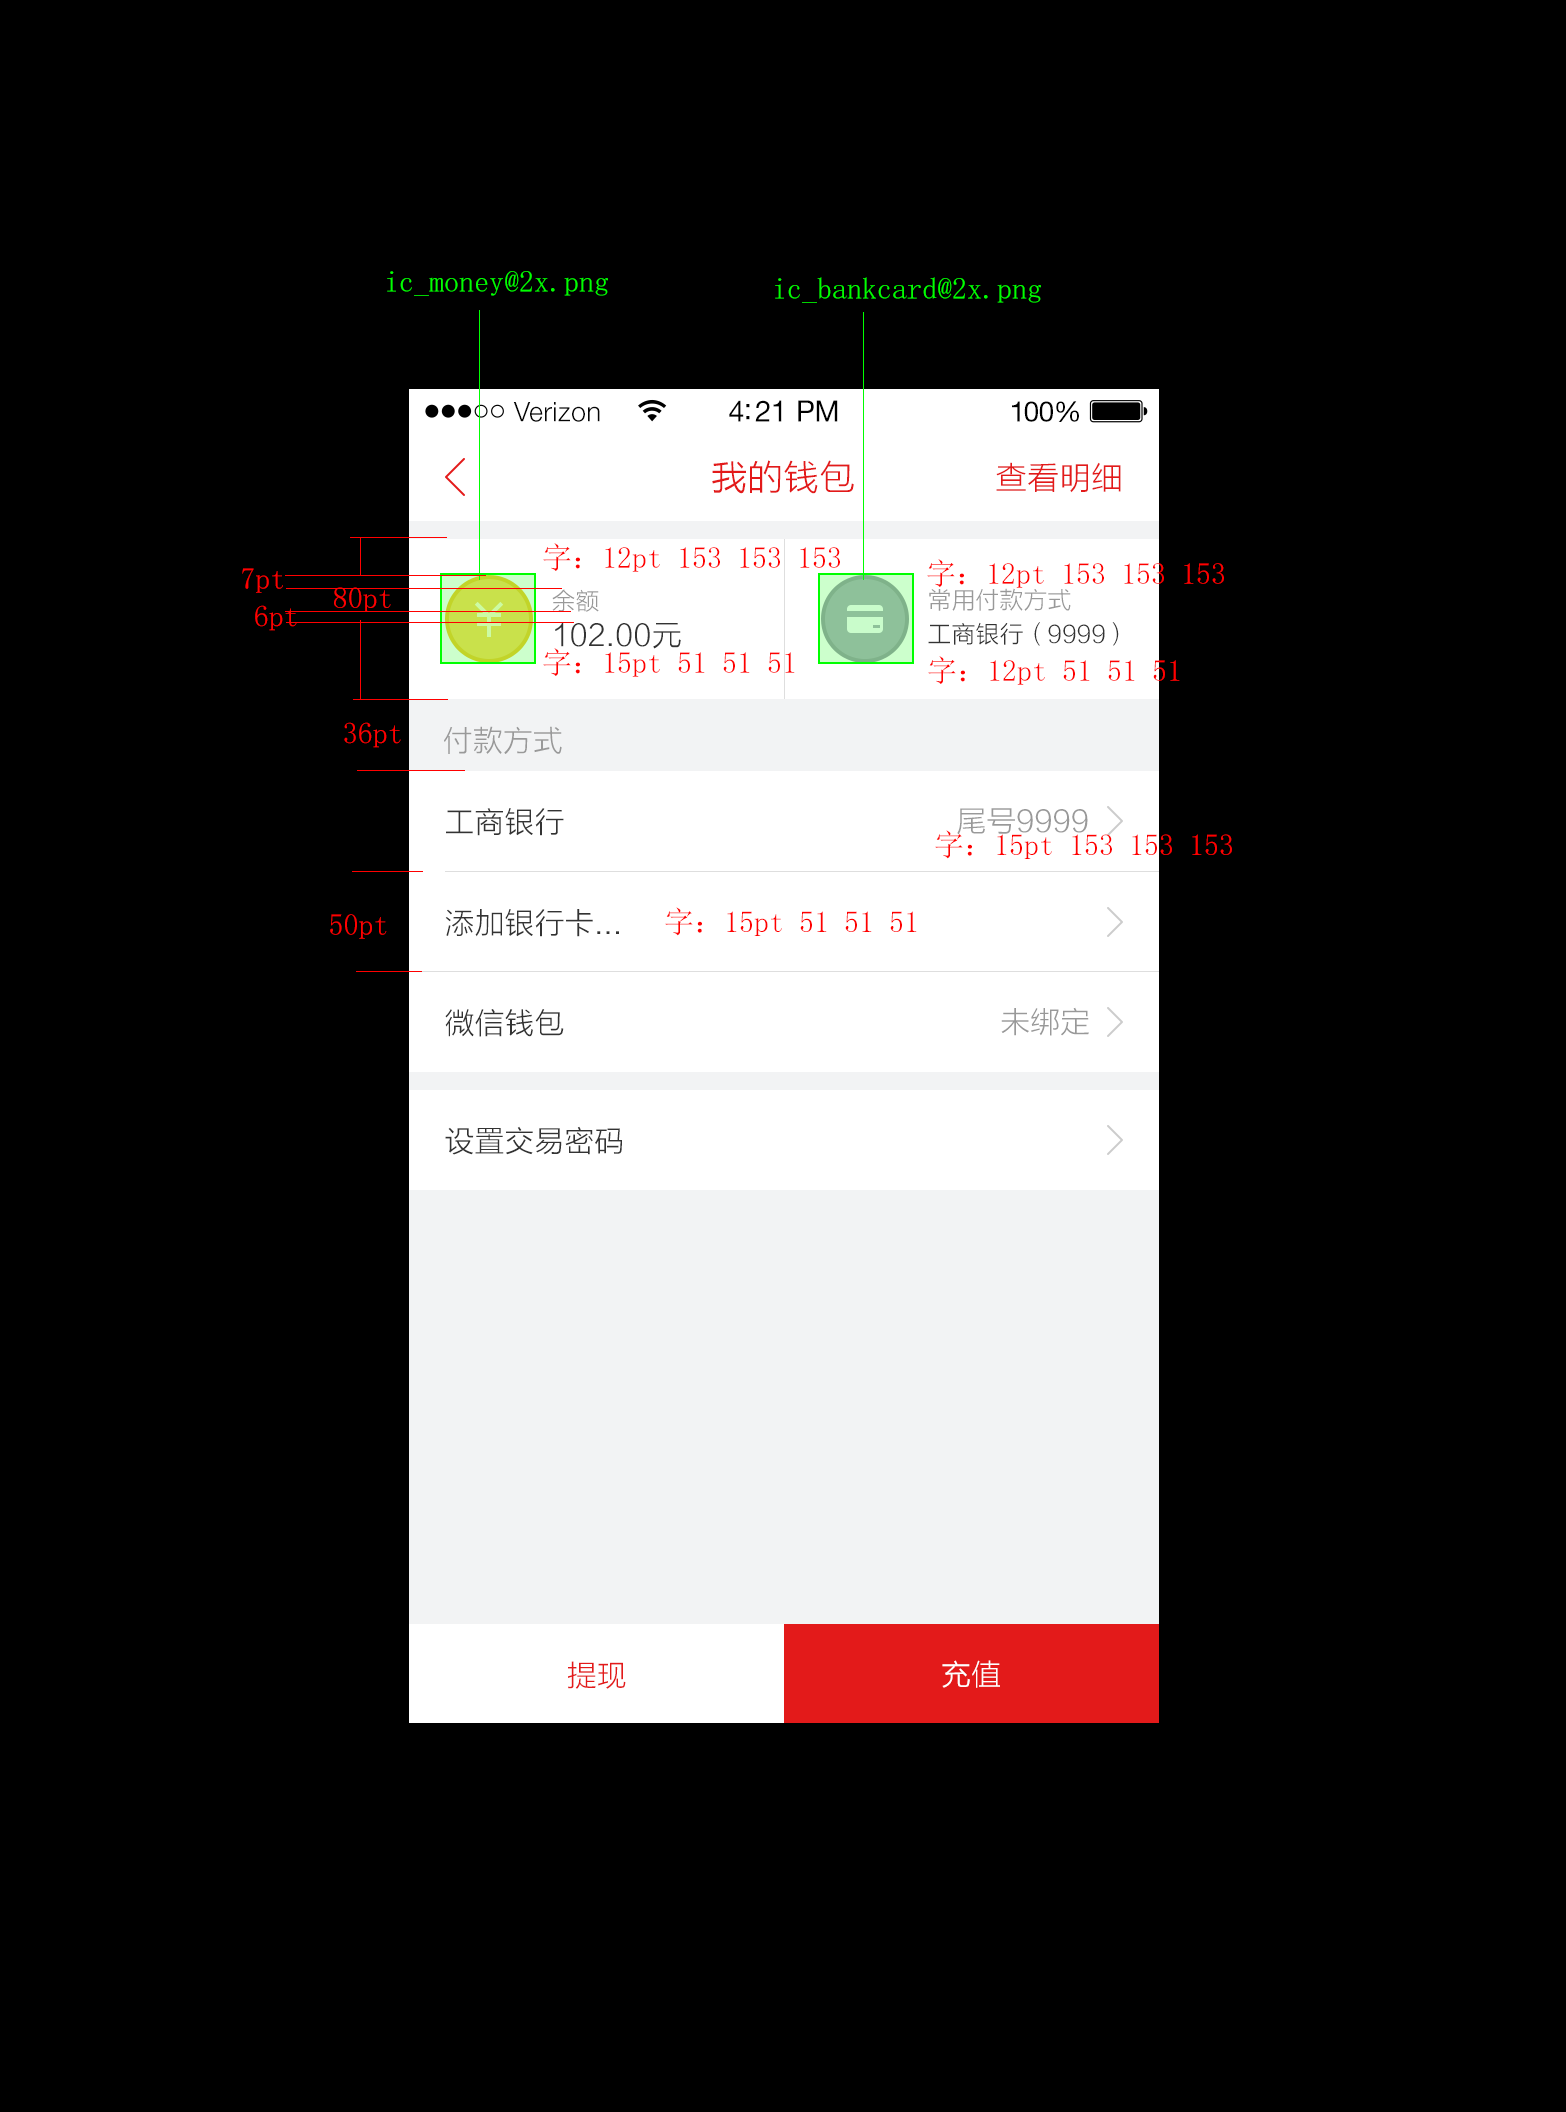 ic_money@2x.png
ic_bankcard@2x.png
Verizon 4:21 PM 100%
我的钱包 查看明细
字：12pt 153 153 153
字：12pt 153 153 153
7pt
80pt
6pt
余额
常用付款方式
102.00元
工商银行（9999）
字：15pt 51 51 51
字：12pt 51 51 51
36pt
付款方式
工商银行 尾号9999
字：15pt 153 153 153
50pt
添加银行卡... 字：15pt 51 51 51
微信钱包 未绑定
设置交易密码
提现 充值